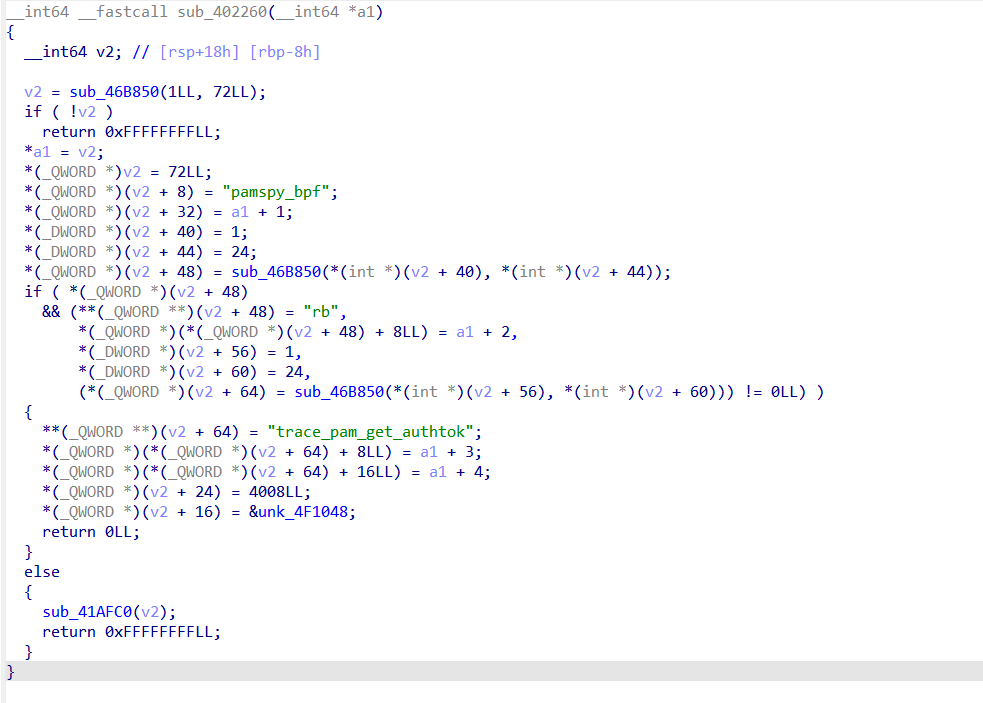 __int64 __fastcall sub_402260(__int64 *a1)
{
  __int64 v2; // [rsp+18h] [rbp-8h]

  v2 = sub_46B850(1LL, 72LL);
  if ( !v2 )
    return 0xFFFFFFFFLL;
  *a1 = v2;
  *(_QWORD *)v2 = 72LL;
  *(_QWORD *)(v2 + 8) = "pamspy_bpf";
  *(_QWORD *)(v2 + 32) = a1 + 1;
  *(_DWORD *)(v2 + 40) = 1;
  *(_DWORD *)(v2 + 44) = 24;
  *(_QWORD *)(v2 + 48) = sub_46B850(*(int *)(v2 + 40), *(int *)(v2 + 44));
  if ( *(_QWORD *)(v2 + 48)
    && (**(_QWORD **)(v2 + 48) = "rb",
        *(_QWORD *)(*(_QWORD *)(v2 + 48) + 8LL) = a1 + 2,
        *(_DWORD *)(v2 + 56) = 1,
        *(_DWORD *)(v2 + 60) = 24,
        (*(_QWORD *)(v2 + 64) = sub_46B850(*(int *)(v2 + 56), *(int *)(v2 + 60))) != 0LL) )
  {
    **(_QWORD **)(v2 + 64) = "trace_pam_get_authtok";
    *(_QWORD *)(*(_QWORD *)(v2 + 64) + 8LL) = a1 + 3;
    *(_QWORD *)(*(_QWORD *)(v2 + 64) + 16LL) = a1 + 4;
    *(_QWORD *)(v2 + 24) = 4008LL;
    *(_QWORD *)(v2 + 16) = &unk_4F1048;
    return 0LL;
  }
  else
  {
    sub_41AFC0(v2);
    return 0xFFFFFFFFLL;
  }
}